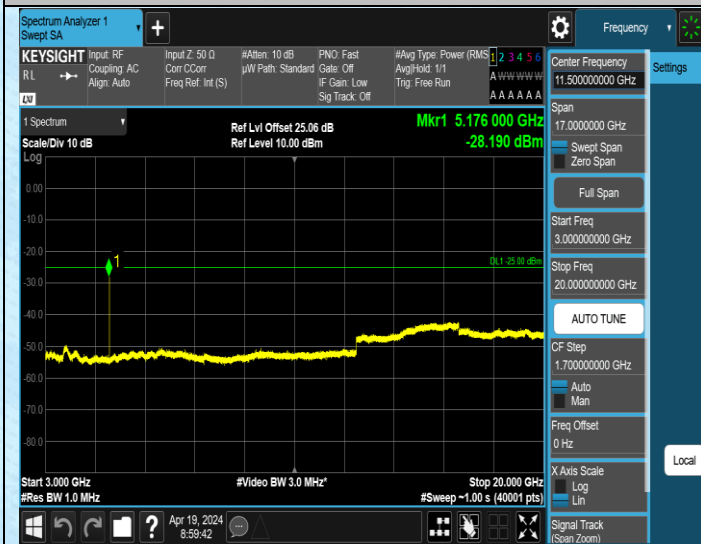 Spectrum Analyzer 1
Swept SA
Frequency
KEYSIGHT
RL
LXI
Input: RF
Coupling: AC
Align: Auto
Input Z: 50 Ω
Corr CCorr
Freq Ref: Int (S)
#Atten: 10 dB
µW Path: Standard
PNO: Fast
Gate: Off
IF Gain: Low
Sig Track: Off
#Avg Type: Power (RMS
Avg|Hold: 1/1
Trig: Free Run
1 2 3 4 5 6
A W W W W W
A A A A A A
1 Spectrum
Scale/Div 10 dB
Log
Ref Lvl Offset 25.06 dB
Ref Level 10.00 dBm
Mkr1 5.176 000 GHz
-28.190 dBm
0.00
-10.0
-20.0
-30.0
-40.0
-50.0
-60.0
-70.0
-80.0
1
DL1 -25.00 dBm
Start 3.000 GHz
#Res BW 1.0 MHz
#Video BW 3.0 MHz*
Stop 20.000 GHz
#Sweep ~1.00 s (40001 pts)
Center Frequency
11.500000000 GHz
Settings
Span
17.0000000 GHz
Swept Span
Zero Span
Full Span
Start Freq
3.000000000 GHz
Stop Freq
20.000000000 GHz
AUTO TUNE
CF Step
1.700000000 GHz
Auto
Man
Freq Offset
0 Hz
X Axis Scale
Log
Lin
Local
Signal Track
(Span Zoom)
?
Apr 19, 2024
8:59:42